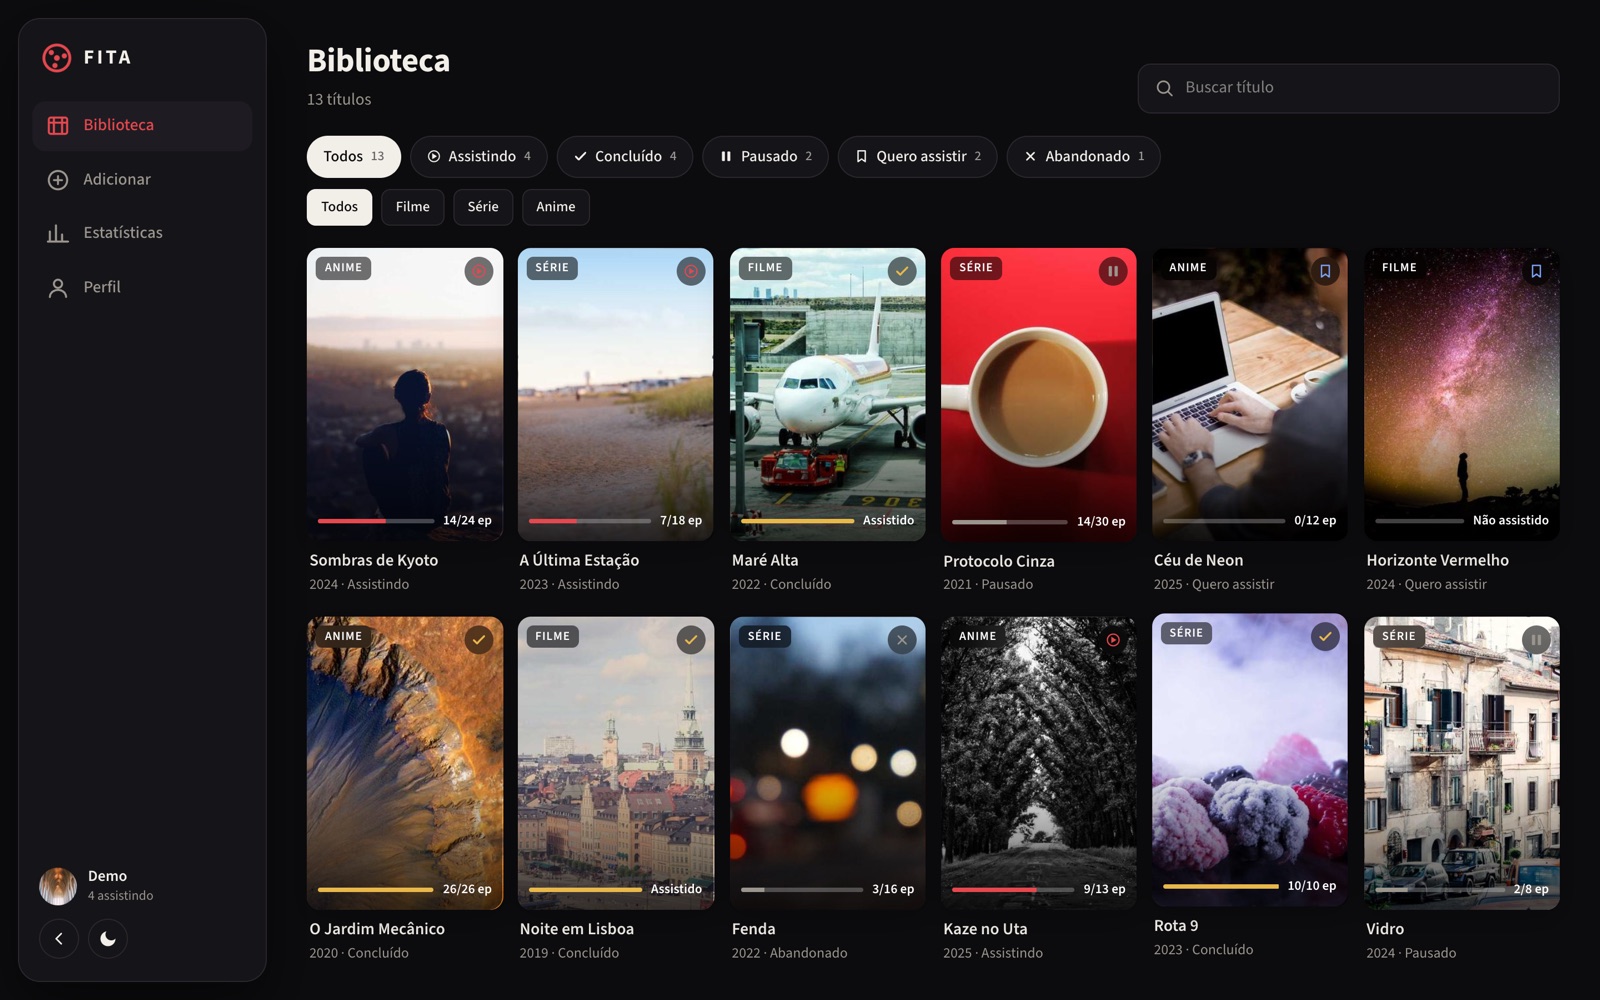 FITA
Biblioteca
Adicionar
Estatísticas
Perfil
Demo
4 assistindo
Biblioteca
13 títulos
Buscar título
Todos 13
Assistindo 4
Concluído 4
Pausado 2
Quero assistir 2
Abandonado 1
Todos
Filme
Série
Anime
ANIME
14/24 ep
Sombras de Kyoto
2024 · Assistindo
SÉRIE
7/18 ep
A Última Estação
2023 · Assistindo
FILME
905
Assistido
Maré Alta
2022 · Concluído
SÉRIE
14/30 ep
Protocolo Cinza
2021 · Pausado
ANIME
0/12 ep
Céu de Neon
2025 · Quero assistir
FILME
Não assistido
Horizonte Vermelho
2024 · Quero assistir
ANIME
26/26 ep
O Jardim Mecânico
2020 · Concluído
FILME
Assistido
Noite em Lisboa
2019 · Concluído
SÉRIE
3/16 ep
Fenda
2022 · Abandonado
ANIME
9/13 ep
Kaze no Uta
2025 · Assistindo
SÉRIE
10/10 ep
Rota 9
2023 · Concluído
SÉRIE
2/8 ep
Vidro
2024 · Pausado